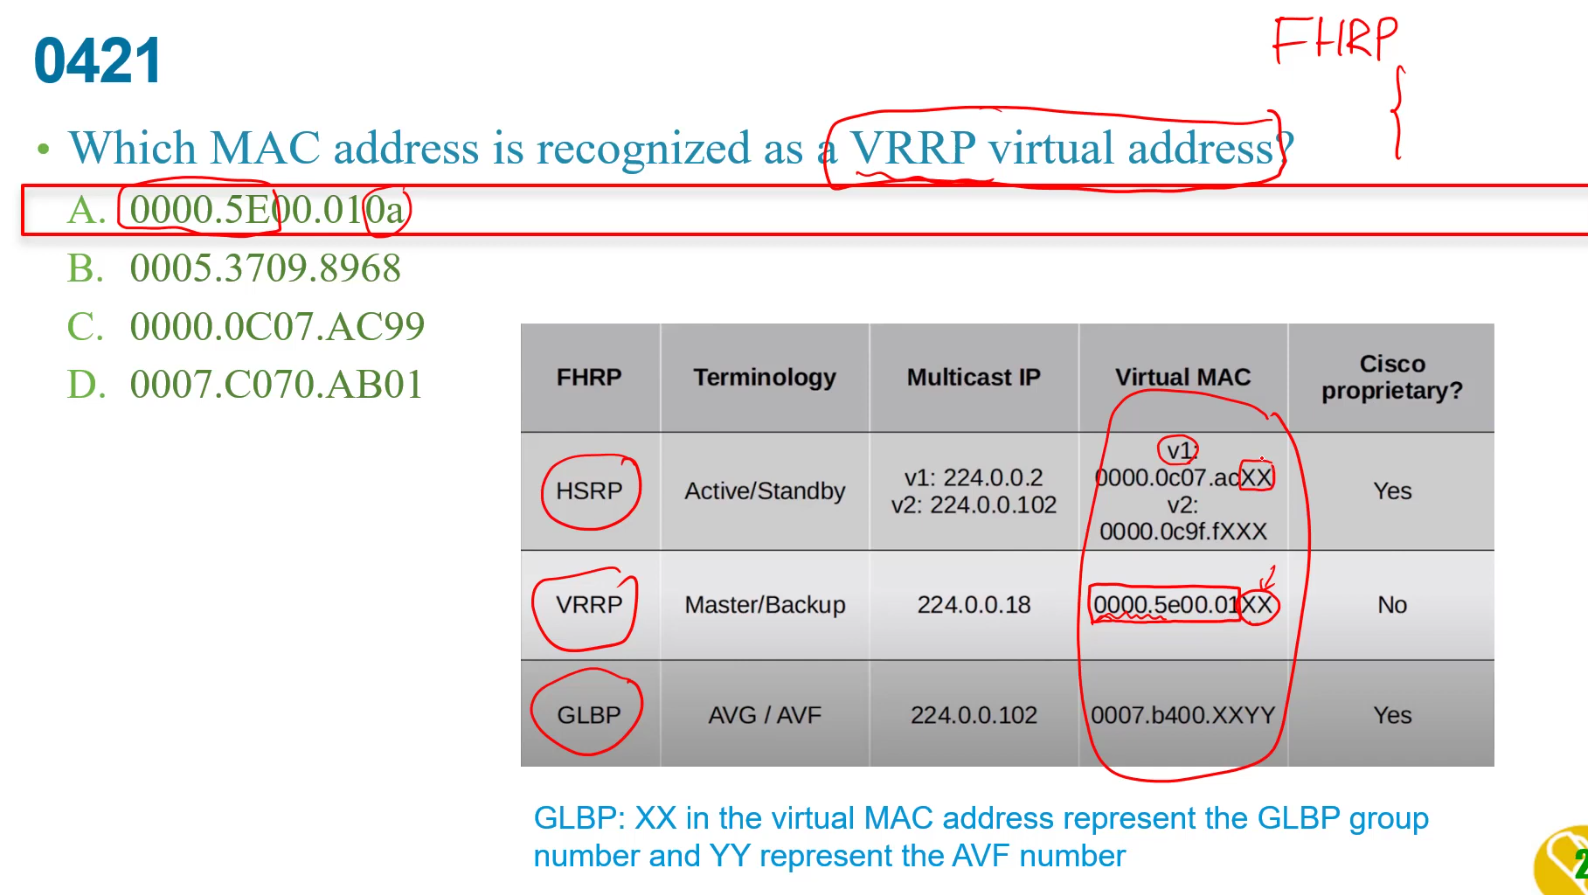 FHRP
0421
• Which MAC address is recognized as a VRRP virtual address?
A. 0000.5E00.010a
B. 0005.3709.8968
C. 0000.0C07.AC99
D. 0007.C070.AB01
FHRP Terminology Multicast IP Virtual MAC Cisco proprietary?
HSRP Active/Standby v1: 224.0.0.2 v1: 0000.0c07.acXX Yes
v2: 224.0.0.102 v2: 0000.0c9f.fXXX
VRRP Master/Backup 224.0.0.18 0000.5e00.01XX No
GLBP AVG / AVF 224.0.0.102 0007.b400.XXYY Yes
GLBP: XX in the virtual MAC address represent the GLBP group
number and YY represent the AVF number